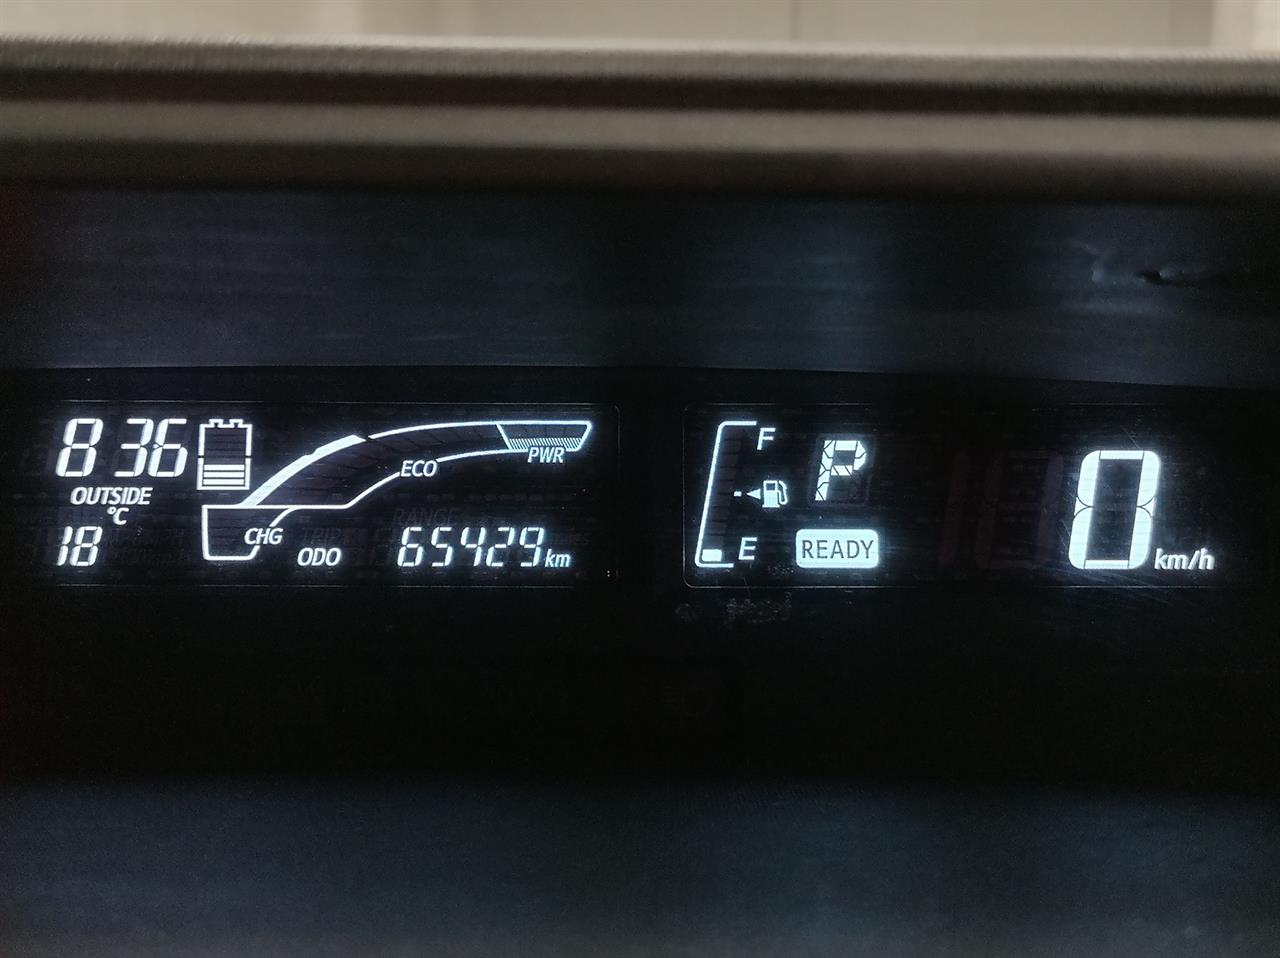 8 36
OUTSIDE
°C
18
CHG
ECO
PWR
ODO
65429 km
F
E
P
READY
0 km/h